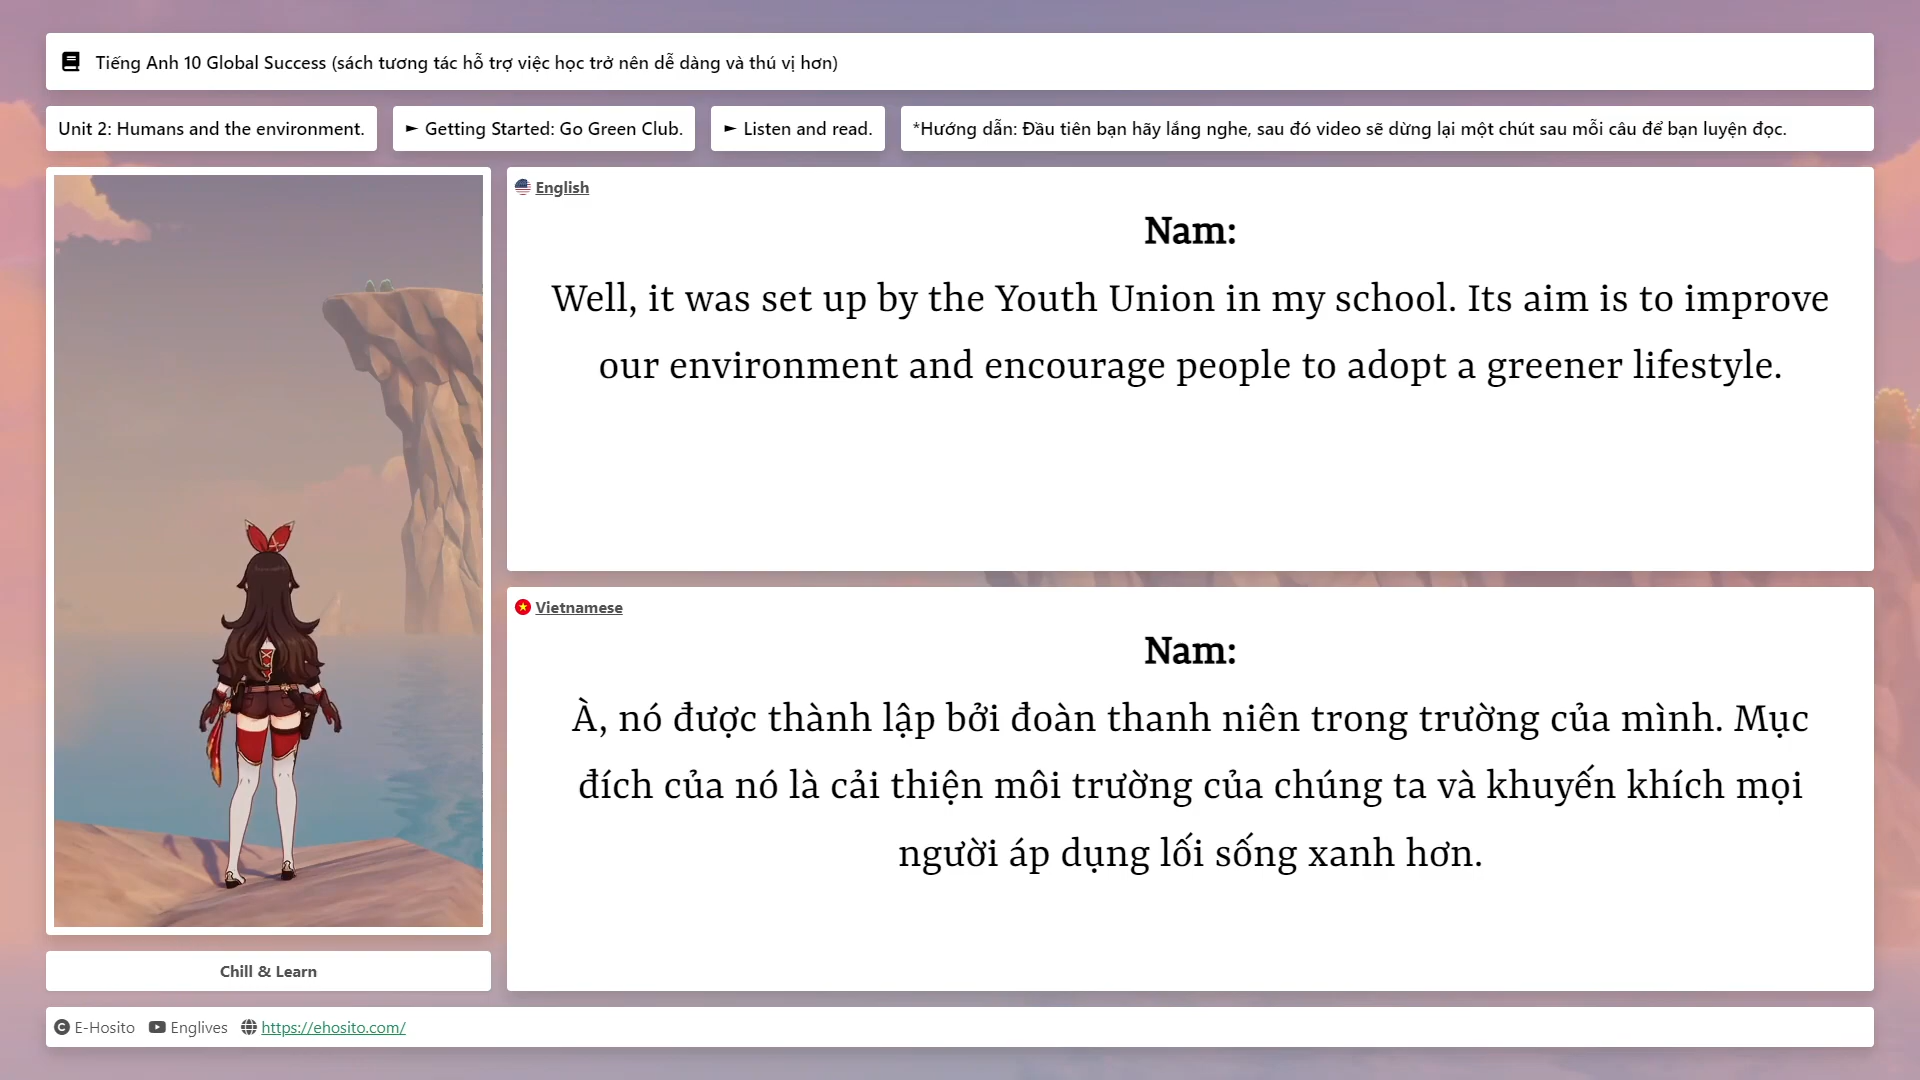 Tiếng Anh 10 Global Success (sách tương tác hỗ trợ việc học trở nên dễ dàng và thú vị hơn)
Unit 2: Humans and the environment.
► Getting Started: Go Green Club.
► Listen and read.
*Hướng dẫn: Đầu tiên bạn hãy lắng nghe, sau đó video sẽ dừng lại một chút sau mỗi câu để bạn luyện đọc.
English
Nam:
Well, it was set up by the Youth Union in my school. Its aim is to improve
our environment and encourage people to adopt a greener lifestyle.
Vietnamese
Nam:
À, nó được thành lập bởi đoàn thanh niên trong trường của mình. Mục
đích của nó là cải thiện môi trường của chúng ta và khuyến khích mọi
người áp dụng lối sống xanh hơn.
Chill & Learn
E-Hosito Englives https://ehosito.com/